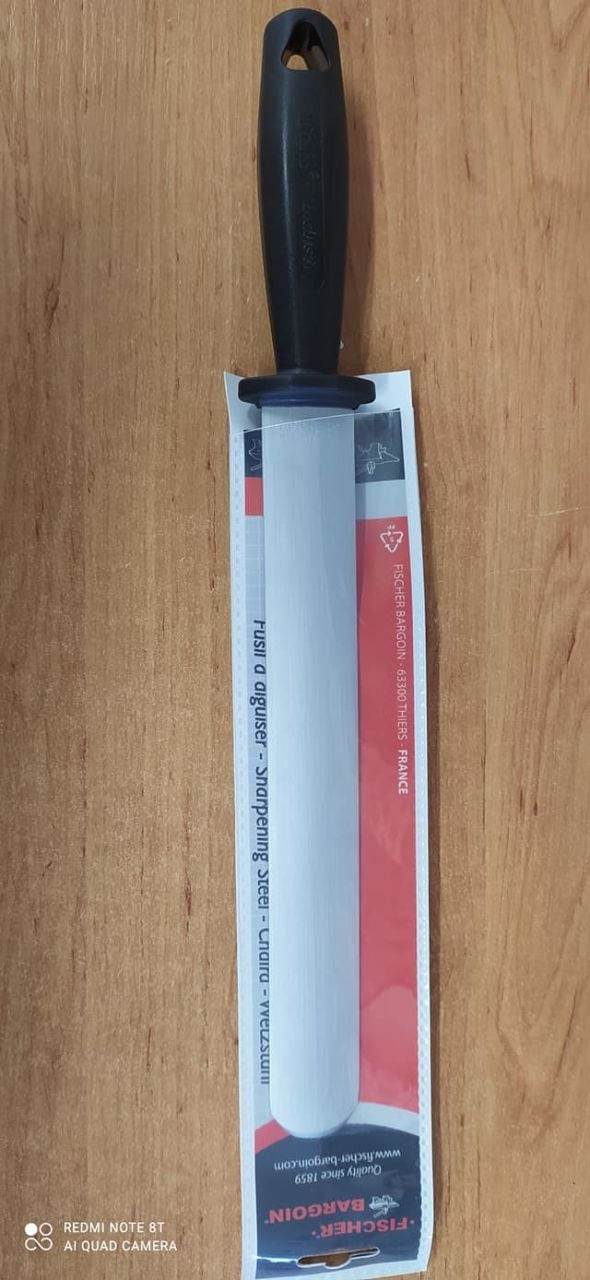 FISCHER BARGOIN - 63300 THIERS - FRANCE
Fusil à aiguiser - Sharpening Steel - Chaira - Wetzstahl
www.fischer-bargoin.com
Quality since 1859
FISCHER®
BARGOIN®
REDMI NOTE 8T
AI QUAD CAMERA